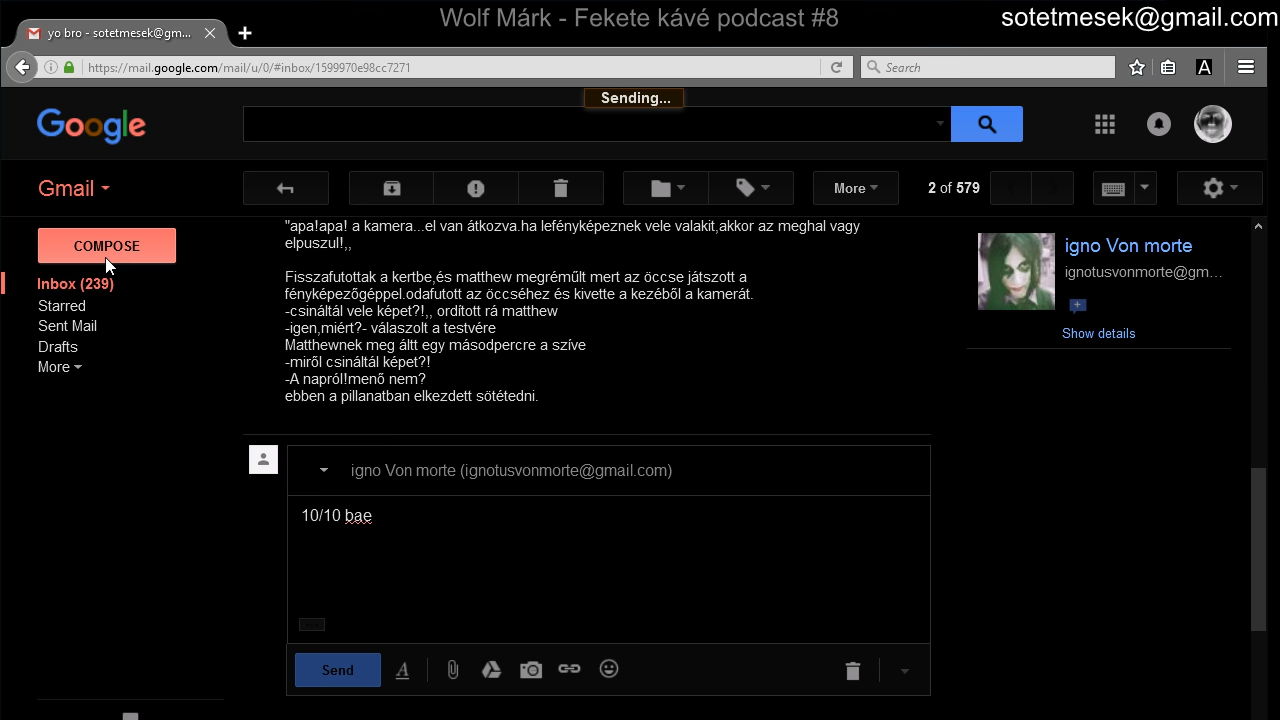 Wolf Márk - Fekete kávé podcast #8
sotetmesek@gmail.com
yo bro - sotetmesek@gm...
https://mail.google.com/mail/u/0/#inbox/1599970e98cc7271
Search
Sending...
Google
Gmail
More
2 of 579
COMPOSE
Inbox (239)
Starred
Sent Mail
Drafts
More
"apa!apa! a kamera...el van átkozva.ha lefényképeznek vele valakit,akkor az meghal vagy
elpuszul!,,
Fisszafutottak a kertbe,és matthew megréműlt mert az öccse játszott a
fényképezőgéppel.odafutott az öccséhez és kivette a kezéből a kamerát.
-csináltál vele képet?!,, ordított rá matthew
-igen,miért?- válaszolt a testvére
Matthewnek meg áltt egy másodpercre a szíve
-miről csináltál képet?!
-A napról!menő nem?
ebben a pillanatban elkezdett sötétedni.
igno Von morte
ignotusvonmorte@gm...
Show details
igno Von morte (ignotusvonmorte@gmail.com)
10/10 bae
Send